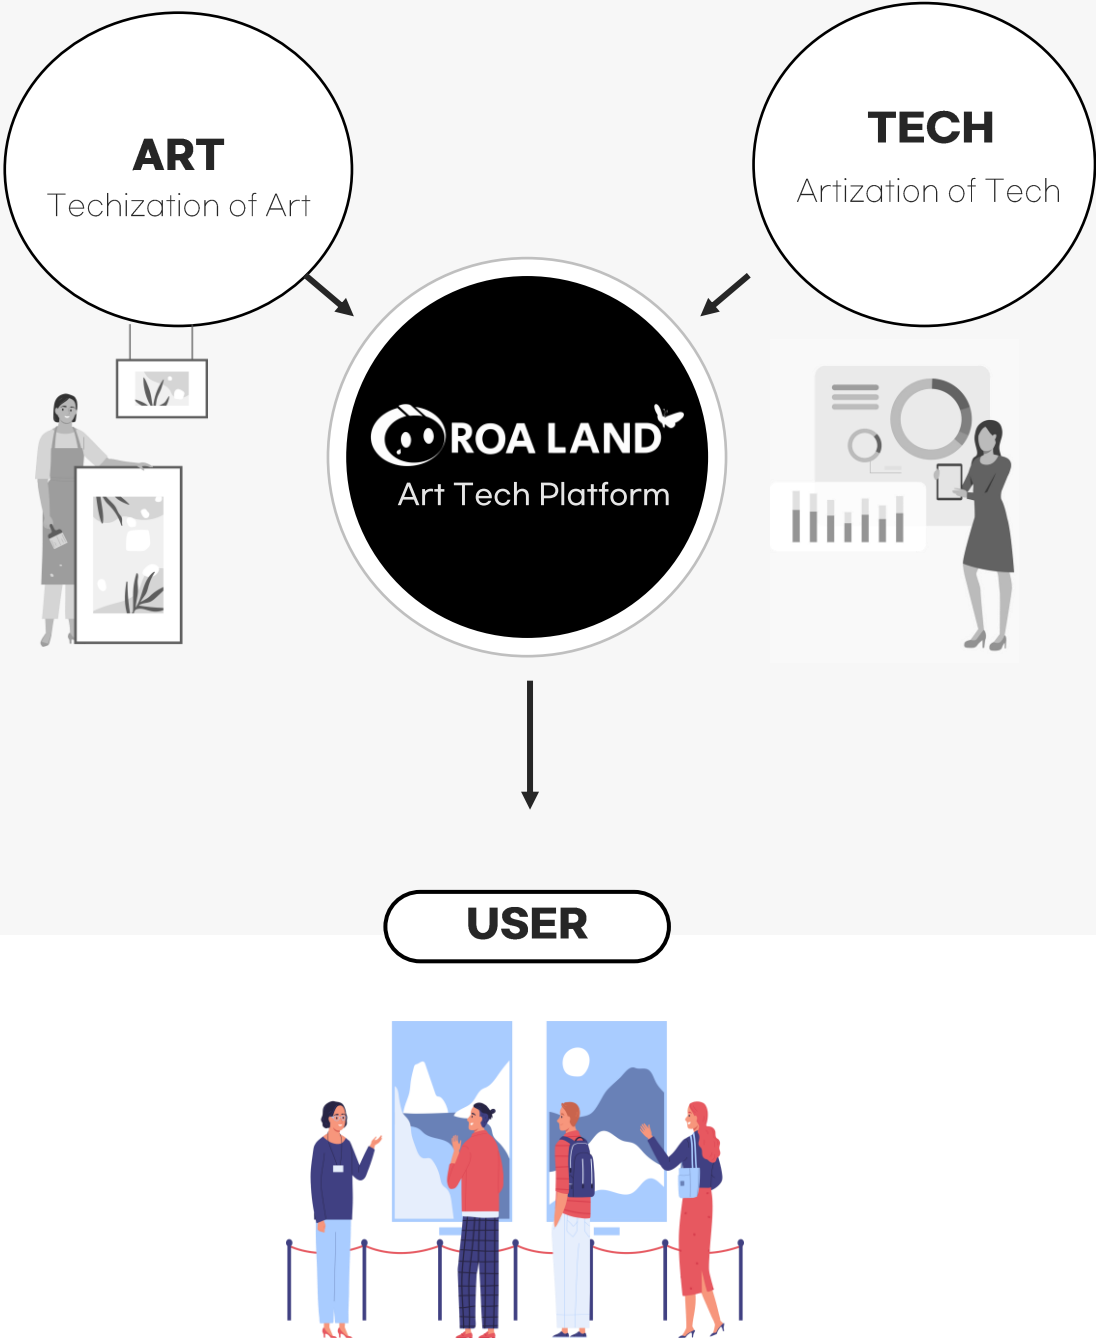 ART
Techization of Art
TECH
Artization of Tech
ROA LAND
Art Tech Platform
USER